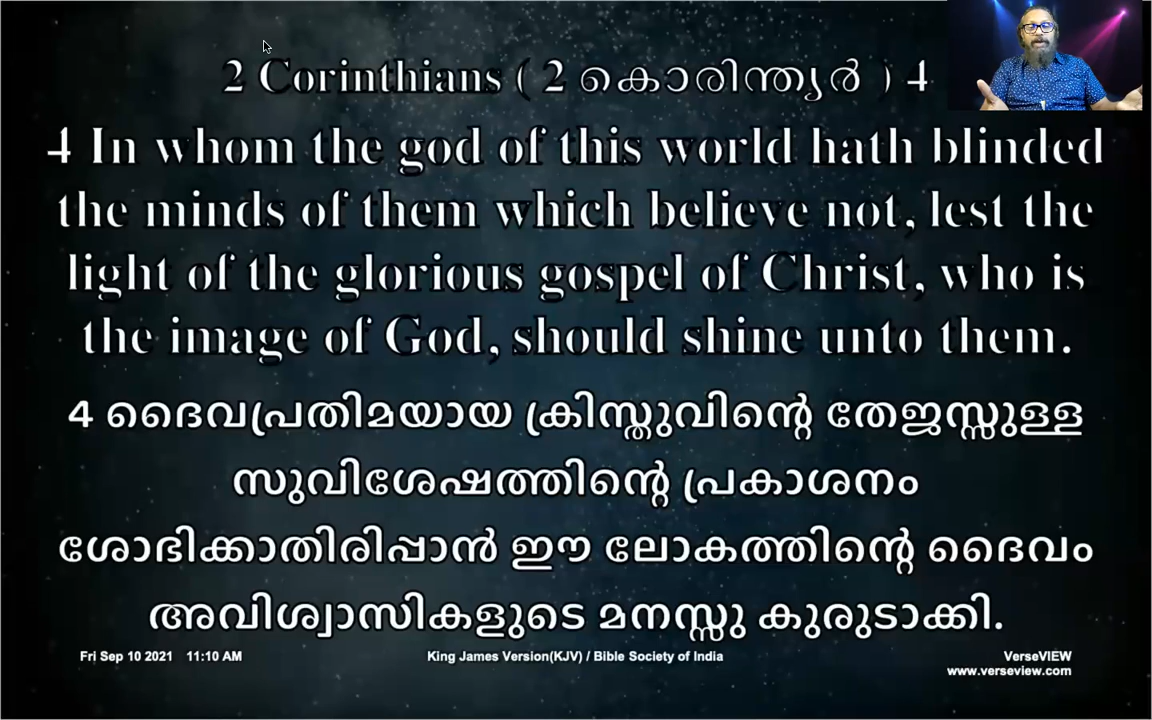 2 Corinthians ( 2 കൊരിന്ത്യർ ) 4
4 In whom the god of this world hath blinded
the minds of them which believe not, lest the
light of the glorious gospel of Christ, who is
the image of God, should shine unto them.
4 ദൈവപ്രതിമയായ ക്രിസ്തുവിന്റെ തേജസ്സുള്ള
സുവിശേഷത്തിന്റെ പ്രകാശനം
ശോഭിക്കാതിരിപ്പാൻ ഈ ലോകത്തിന്റെ ദൈവം
അവിശ്വാസികളുടെ മനസ്സു കുരുടാക്കി.
Fri Sep 10 2021 11:10 AM
King James Version(KJV) / Bible Society of India
VerseVIEW
www.verseview.com